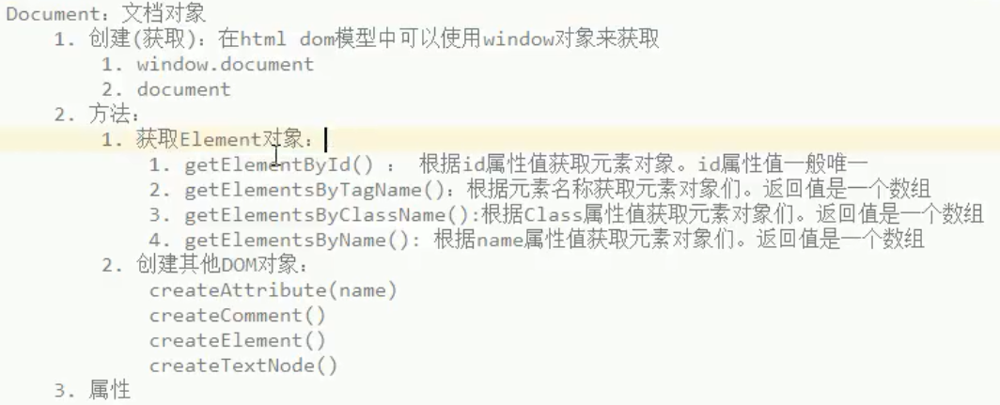 Document：文档对象
1. 创建(获取)：在html dom模型中可以使用window对象来获取
1. window.document
2. document
2. 方法：
1. 获取Element对象：
1. getElementById() ： 根据id属性值获取元素对象。id属性值一般唯一
2. getElementsByTagName()：根据元素名称获取元素对象们。返回值是一个数组
3. getElementsByClassName():根据Class属性值获取元素对象们。返回值是一个数组
4. getElementsByName(): 根据name属性值获取元素对象们。返回值是一个数组
2. 创建其他DOM对象：
createAttribute(name)
createComment()
createElement()
createTextNode()
3. 属性